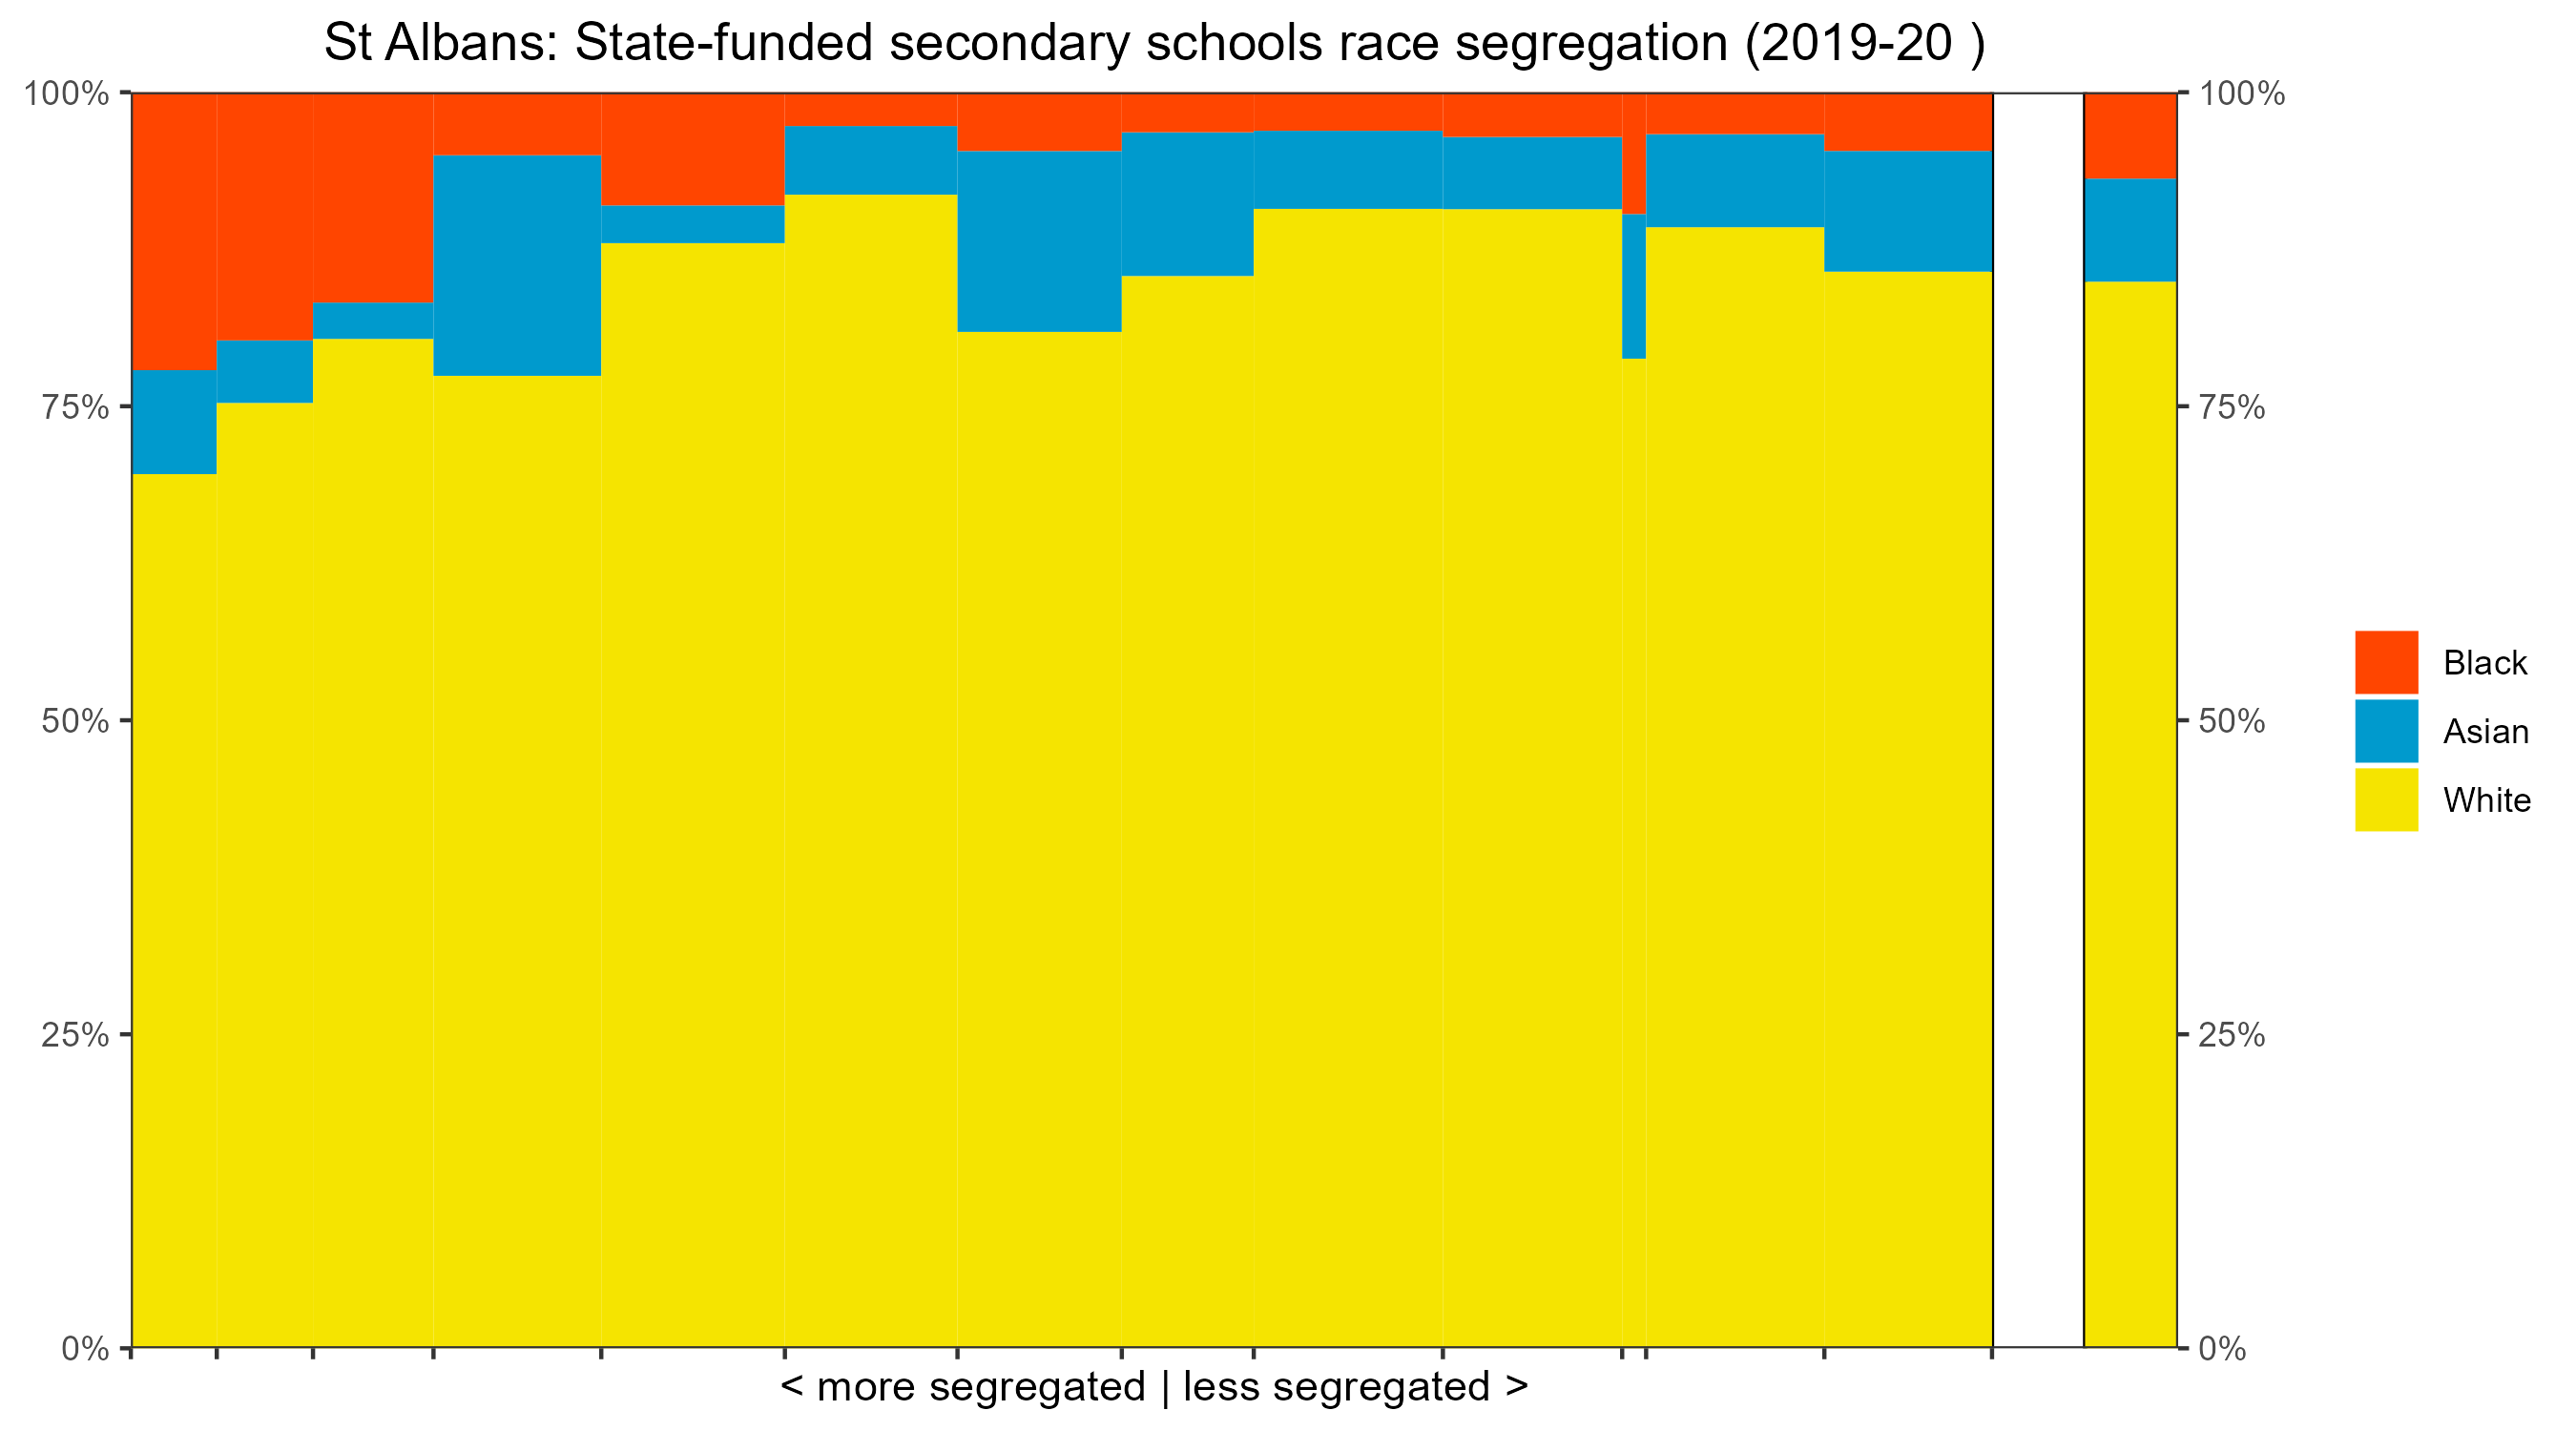 St Albans: State-funded secondary schools race segregation (2019-20 )
100%
75%
50%
25%
0%
100%
75%
50%
25%
0%
Black
Asian
White
< more segregated | less segregated >